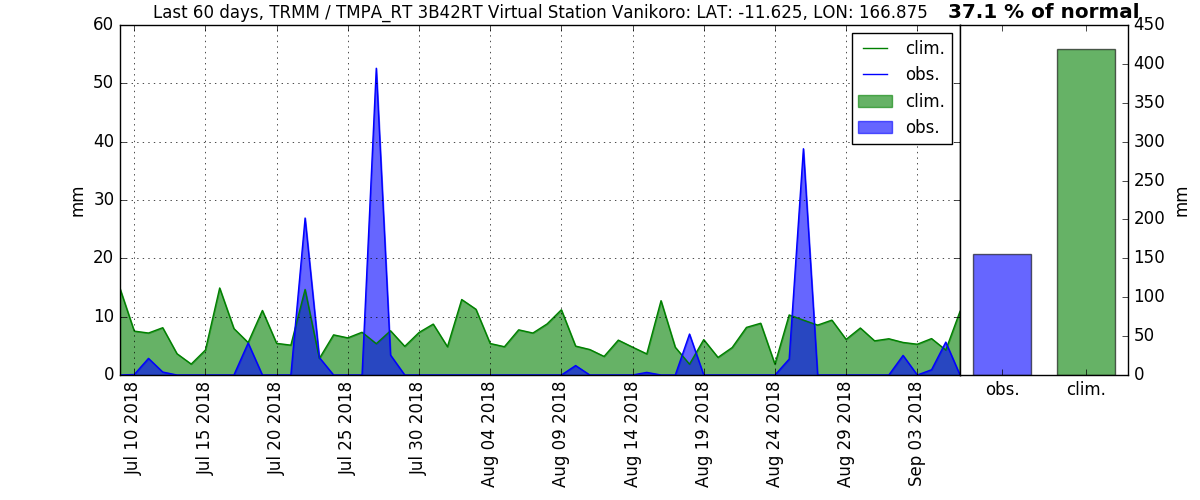 Last 60 days, TRMM / TMPA_RT 3B42RT Virtual Station Vanikoro: LAT: -11.625, LON: 166.875
37.1 % of normal
60
50
40
30
20
10
0
mm
clim.
obs.
clim.
obs.
450
400
350
300
250
200
150
100
50
0
mm
Jul 10 2018
Jul 15 2018
Jul 20 2018
Jul 25 2018
Jul 30 2018
Aug 04 2018
Aug 09 2018
Aug 14 2018
Aug 19 2018
Aug 24 2018
Aug 29 2018
Sep 03 2018
obs.
clim.